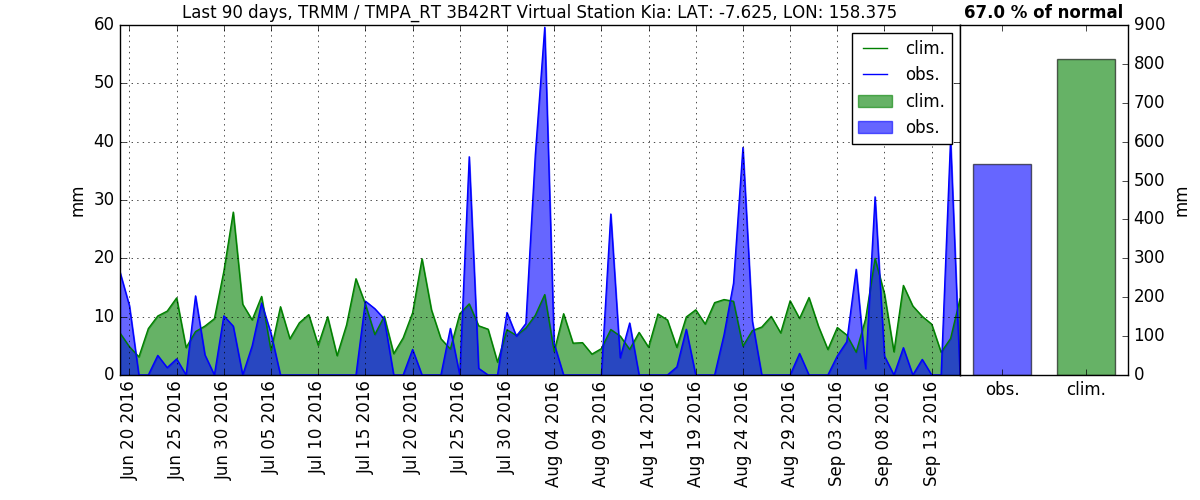 Last 90 days, TRMM / TMPA_RT 3B42RT Virtual Station Kia: LAT: -7.625, LON: 158.375
67.0 % of normal
60
50
40
30
20
10
0
mm
clim.
obs.
clim.
obs.
900
800
700
600
500
400
300
200
100
0
mm
obs.
clim.
Jun 20 2016
Jun 25 2016
Jun 30 2016
Jul 05 2016
Jul 10 2016
Jul 15 2016
Jul 20 2016
Jul 25 2016
Jul 30 2016
Aug 04 2016
Aug 09 2016
Aug 14 2016
Aug 19 2016
Aug 24 2016
Aug 29 2016
Sep 03 2016
Sep 08 2016
Sep 13 2016